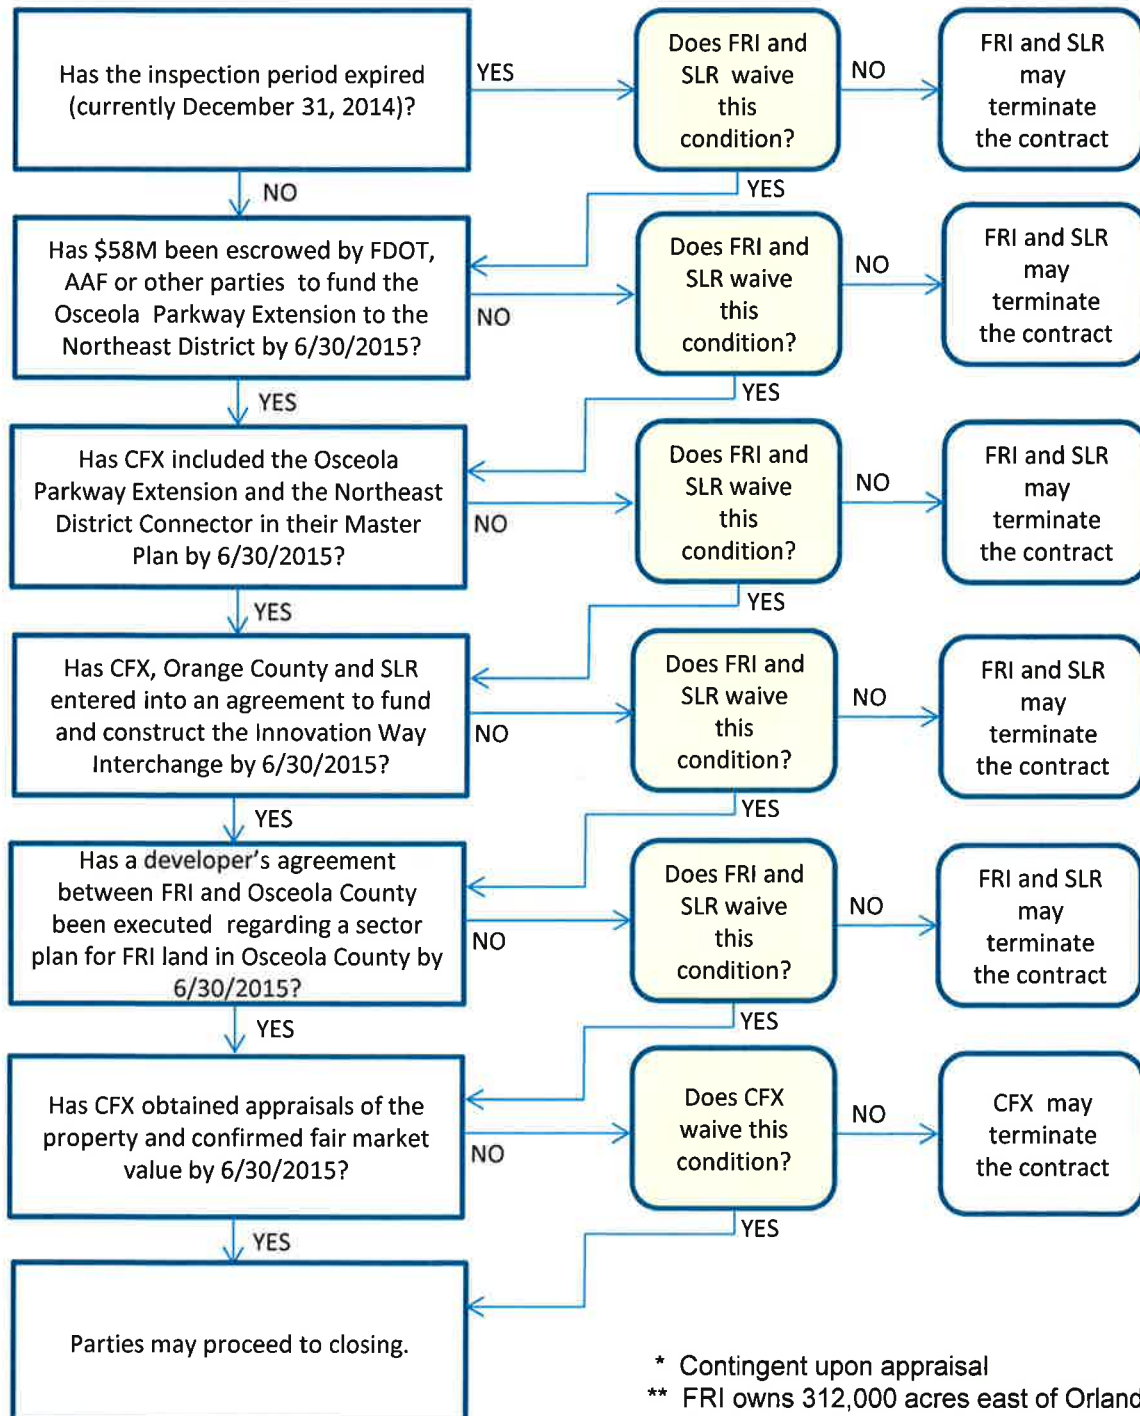 Has the inspection period expired
(currently December 31, 2014)?
YES
Does FRI and
SLR waive
this
condition?
NO
FRI and SLR
may
terminate
the contract
NO
YES
Has $58M been escrowed by FDOT,
AAF or other parties to fund the
Osceola Parkway Extension to the
Northeast District by 6/30/2015?
NO
Does FRI and
SLR waive
this
condition?
NO
FRI and SLR
may
terminate
the contract
YES
YES
Has CFX included the Osceola
Parkway Extension and the Northeast
District Connector in their Master
Plan by 6/30/2015?
NO
Does FRI and
SLR waive
this
condition?
NO
FRI and SLR
may
terminate
the contract
YES
YES
Has CFX, Orange County and SLR
entered into an agreement to fund
and construct the Innovation Way
Interchange by 6/30/2015?
NO
Does FRI and
SLR waive
this
condition?
NO
FRI and SLR
may
terminate
the contract
YES
YES
Has a developer's agreement
between FRI and Osceola County
been executed regarding a sector
plan for FRI land in Osceola County by
6/30/2015?
NO
Does FRI and
SLR waive
this
condition?
NO
FRI and SLR
may
terminate
the contract
YES
YES
Has CFX obtained appraisals of the
property and confirmed fair market
value by 6/30/2015?
NO
Does CFX
waive this
condition?
NO
CFX may
terminate
the contract
YES
YES
Parties may proceed to closing.
* Contingent upon appraisal
** FRI owns 312,000 acres east of Orland